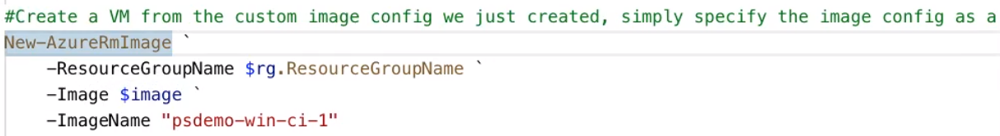 #Create a VM from the custom image config we just created, simply specify the image config as a
New-AzureRmImage `
-ResourceGroupName $rg.ResourceGroupName `
-Image $image `
-ImageName "psdemo-win-ci-1"